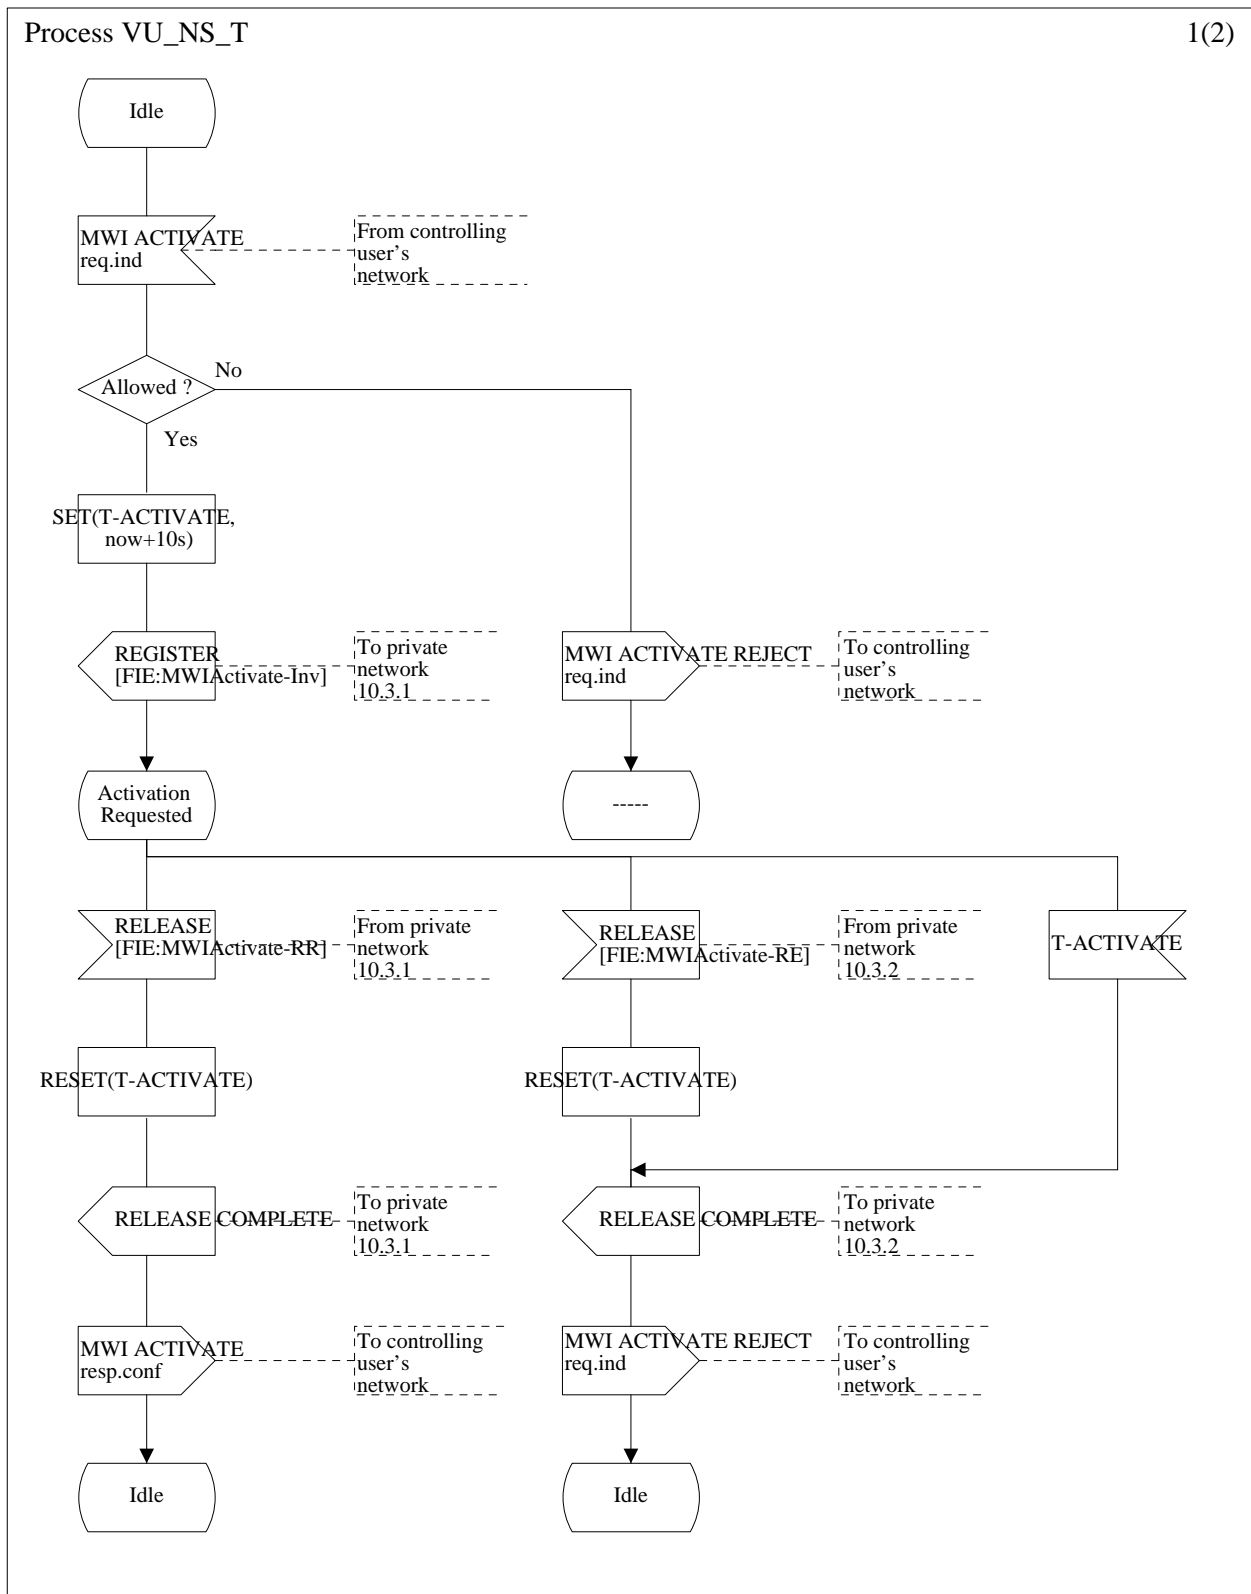 Process VU_NS_T
1(2)
Idle
MWI ACTIVATE
req.ind
From controlling
user's
network
Allowed ?
No
Yes
SET(T-ACTIVATE,
now+10s)
REGISTER
[FIE:MWIActivate-Inv]
To private
network
10.3.1
MWI ACTIVATE REJECT
req.ind
To controlling
user's
network
Activation
Requested
-----
RELEASE
[FIE:MWIActivate-RR]
From private
network
10.3.1
RELEASE
[FIE:MWIActivate-RE]
From private
network
10.3.2
T-ACTIVATE
RESET(T-ACTIVATE)
RESET(T-ACTIVATE)
RELEASE COMPLETE
To private
network
10.3.1
RELEASE COMPLETE
To private
network
10.3.2
MWI ACTIVATE
resp.conf
To controlling
user's
network
MWI ACTIVATE REJECT
req.ind
To controlling
user's
network
Idle
Idle